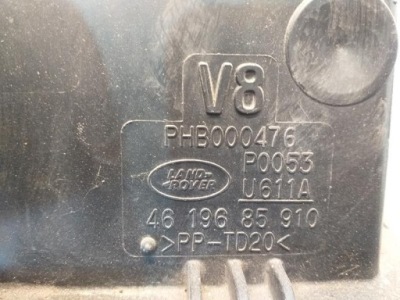 V8
PHB000476
LAND-
ROVER
P0053
U611A
46 196 85 910
>PP-TD20<